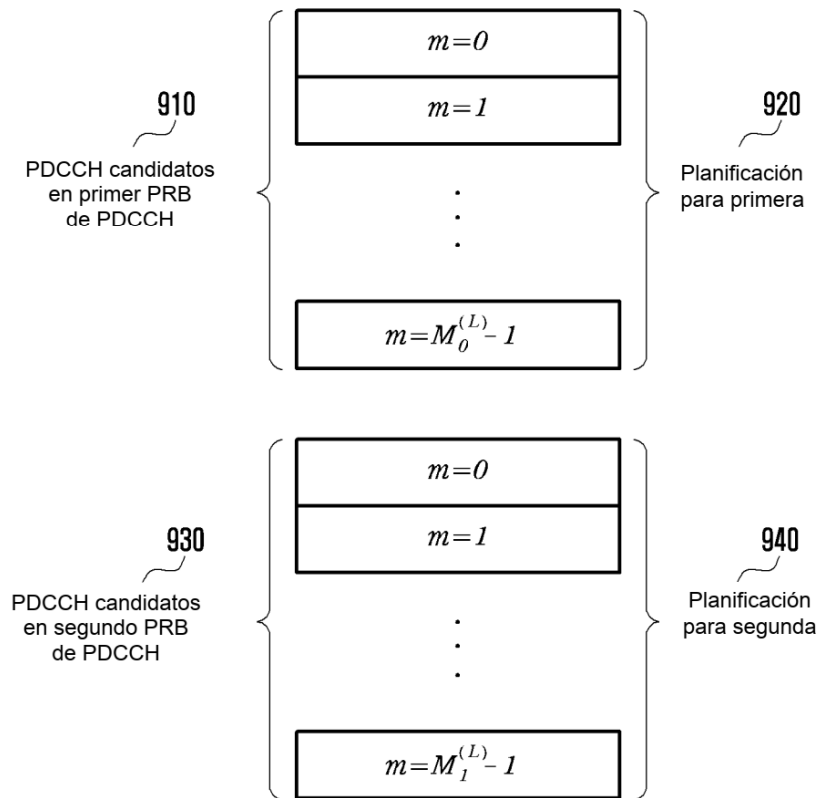 910
PDCCH candidatos
en primer PRB
de PDCCH
m=0
m=1
m=M_0^{(L)}-1
920
Planificación
para primera
930
PDCCH candidatos
en segundo PRB
de PDCCH
m=0
m=1
m=M_1^{(L)}-1
940
Planificación
para segunda